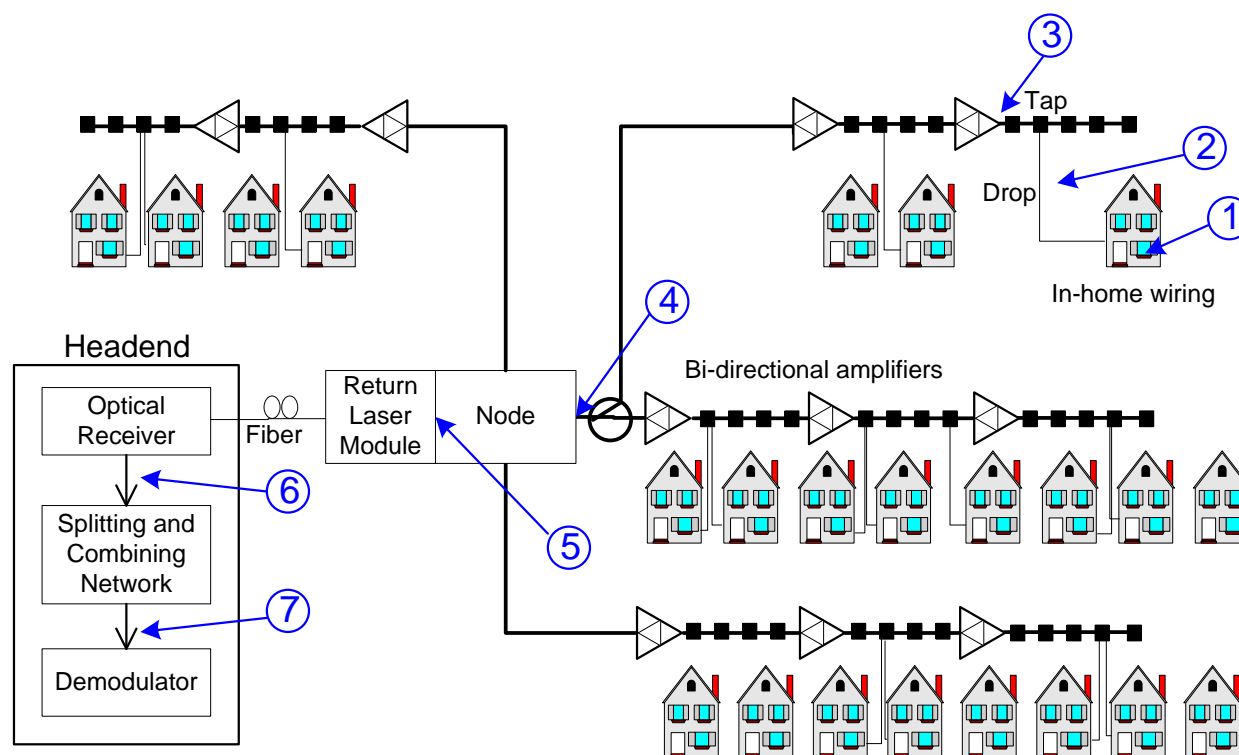 3
Tap
2
Drop
1
In-home wiring
4
Headend
Bi-directional amplifiers
Optical
Receiver
Fiber
Return
Laser
Module
Node
6
Splitting and
Combining
Network
5
7
Demodulator